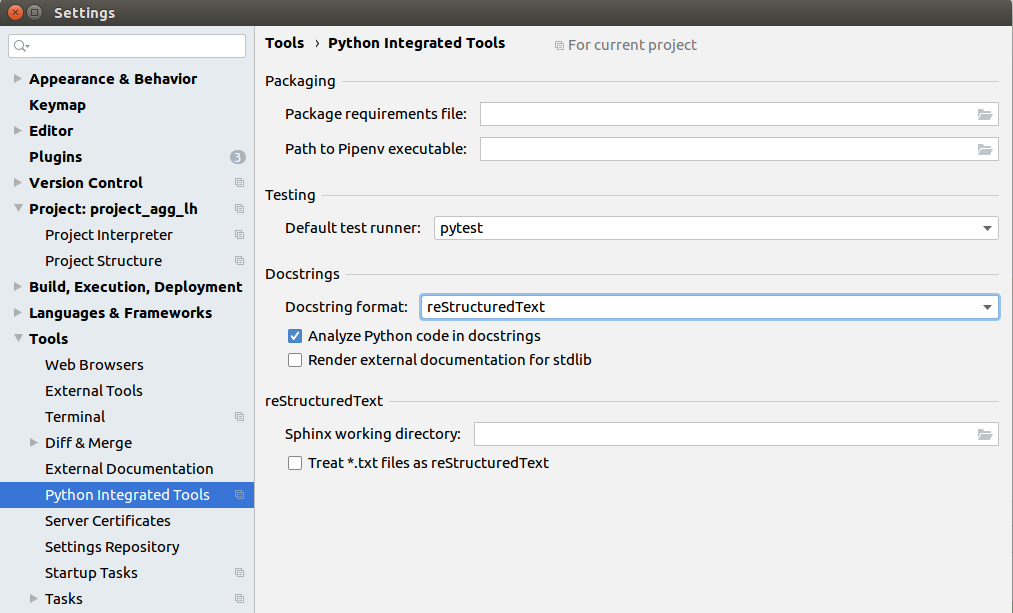 Settings
Appearance & Behavior
Keymap
Editor
Plugins 3
Version Control
Project: project_agg_lh
Project Interpreter
Project Structure
Build, Execution, Deployment
Languages & Frameworks
Tools
Web Browsers
External Tools
Terminal
Diff & Merge
External Documentation
Python Integrated Tools
Server Certificates
Settings Repository
Startup Tasks
Tasks
Tools › Python Integrated Tools For current project
Packaging
Package requirements file:
Path to Pipenv executable:
Testing
Default test runner: pytest
Docstrings
Docstring format: reStructuredText
Analyze Python code in docstrings
Render external documentation for stdlib
reStructuredText
Sphinx working directory:
Treat *.txt files as reStructuredText